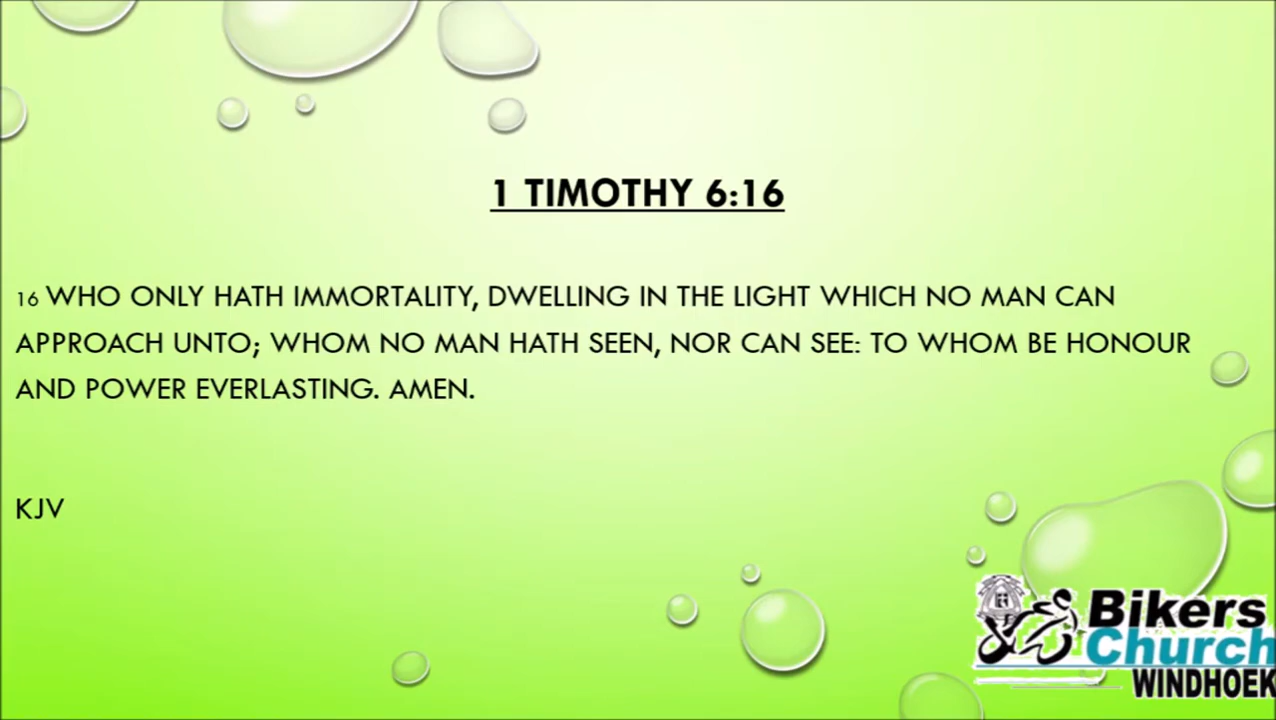 1 TIMOTHY 6:16
16 WHO ONLY HATH IMMORTALITY, DWELLING IN THE LIGHT WHICH NO MAN CAN
APPROACH UNTO; WHOM NO MAN HATH SEEN, NOR CAN SEE: TO WHOM BE HONOUR
AND POWER EVERLASTING. AMEN.
KJV
Bikers
Church
WINDHOEK